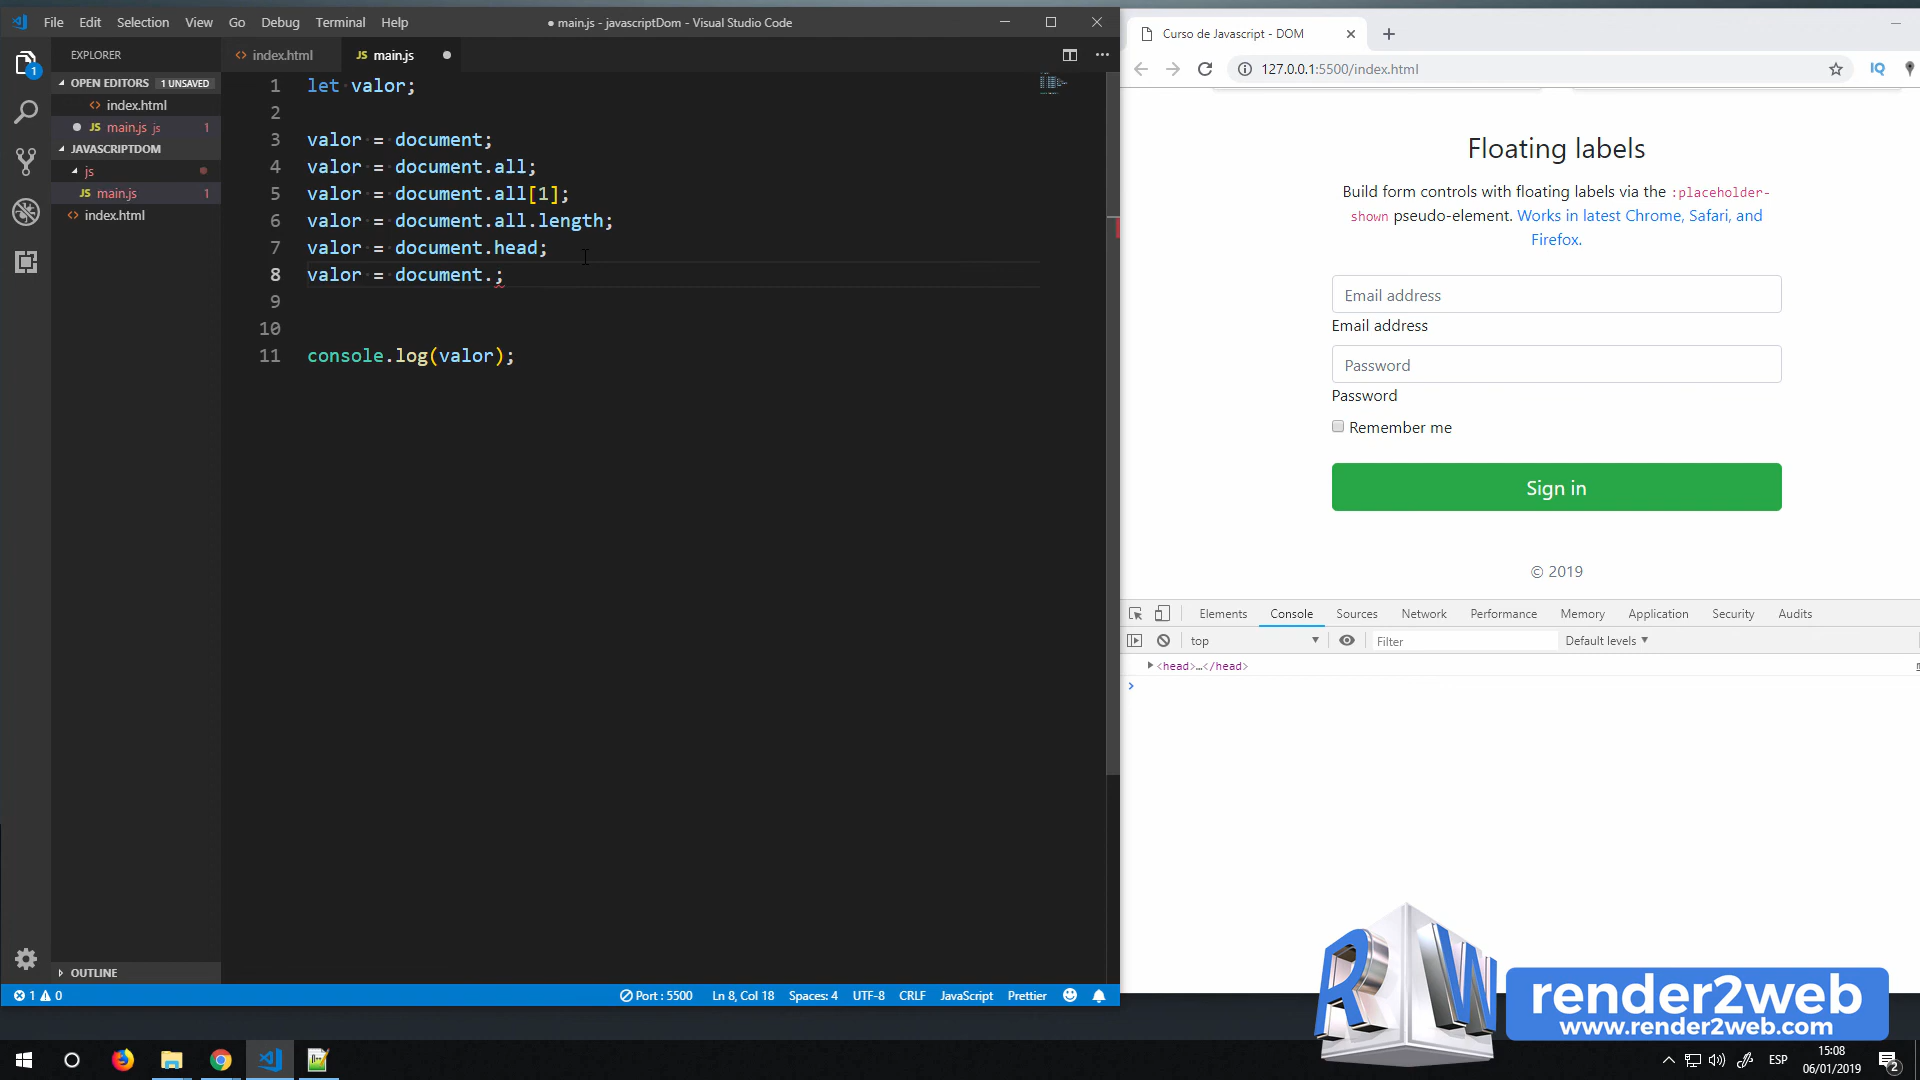 File Edit Selection View Go Debug Terminal Help
● main.js - javascriptDom - Visual Studio Code
EXPLORER
OPEN EDITORS 1 UNSAVED
index.html
JS main.js js 1
JAVASCRIPTDOM
js
JS main.js 1
index.html
OUTLINE
index.html JS main.js
1 let valor;
2
3 valor = document;
4 valor = document.all;
5 valor = document.all[1];
6 valor = document.all.length;
7 valor = document.head;
8 valor = document.;
9
10
11 console.log(valor);
1 0 Port : 5500 Ln 8, Col 18 Spaces: 4 UTF-8 CRLF JavaScript Prettier
Curso de Javascript - DOM
127.0.0.1:5500/index.html
IQ
Floating labels
Build form controls with floating labels via the :placeholder-
shown pseudo-element. Works in latest Chrome, Safari, and
Firefox.
Email address
Email address
Password
Password
Remember me
Sign in
© 2019
Elements Console Sources Network Performance Memory Application Security Audits
top Filter Default levels
<head>…</head>
RW
render2web
www.render2web.com
ESP
15:08
06/01/2019
2